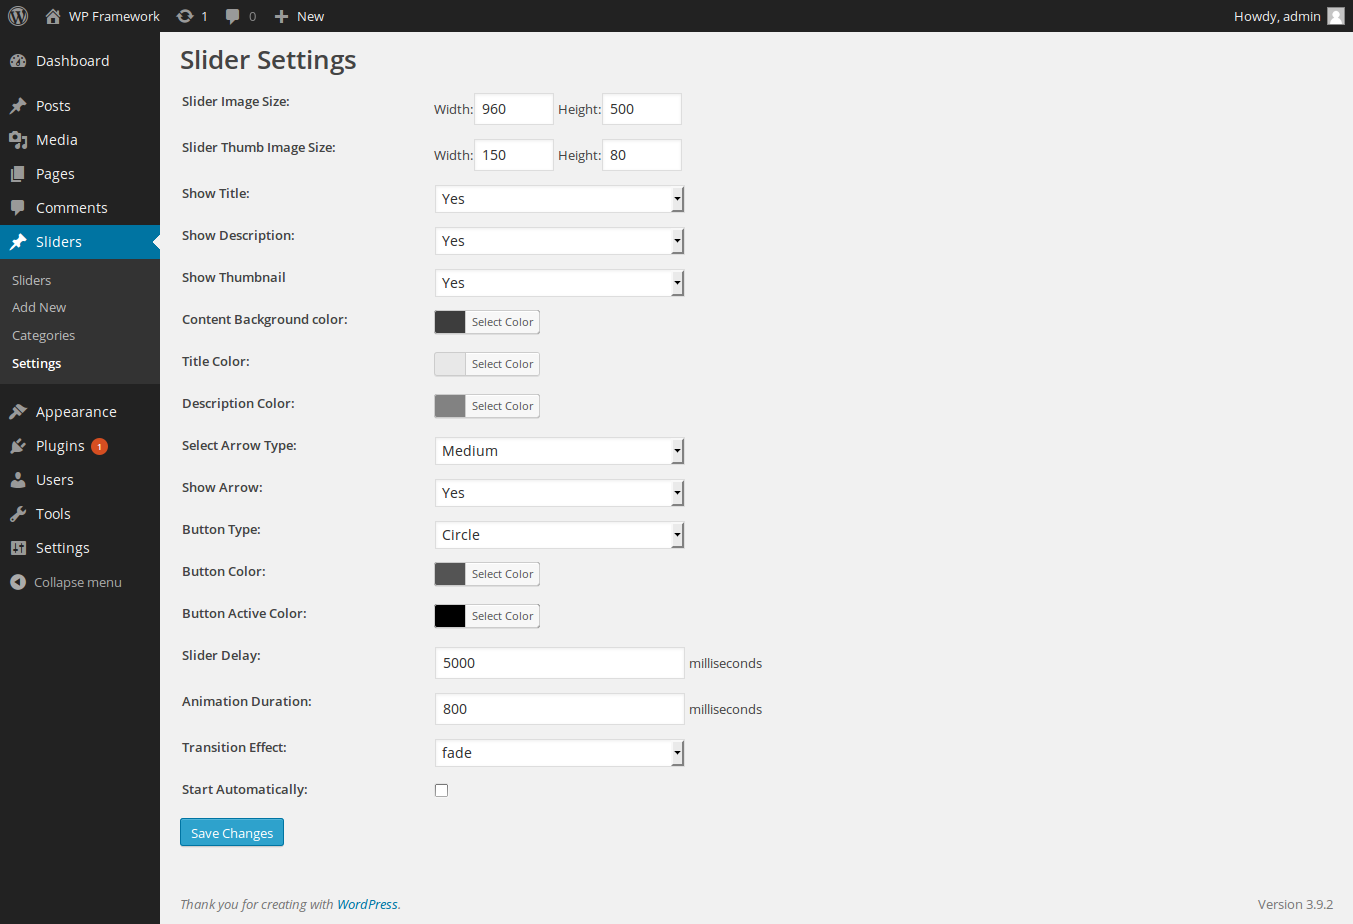 WP Framework 1 0 New Howdy, admin
Dashboard
Posts
Media
Pages
Comments
Sliders
Sliders
Add New
Categories
Settings
Appearance
Plugins 1
Users
Tools
Settings
Collapse menu
Slider Settings
Slider Image Size: Width: 960 Height: 500
Slider Thumb Image Size: Width: 150 Height: 80
Show Title: Yes
Show Description: Yes
Show Thumbnail Yes
Content Background color: Select Color
Title Color: Select Color
Description Color: Select Color
Select Arrow Type: Medium
Show Arrow: Yes
Button Type: Circle
Button Color: Select Color
Button Active Color: Select Color
Slider Delay: 5000 milliseconds
Animation Duration: 800 milliseconds
Transition Effect: fade
Start Automatically:
Save Changes
Thank you for creating with WordPress. Version 3.9.2